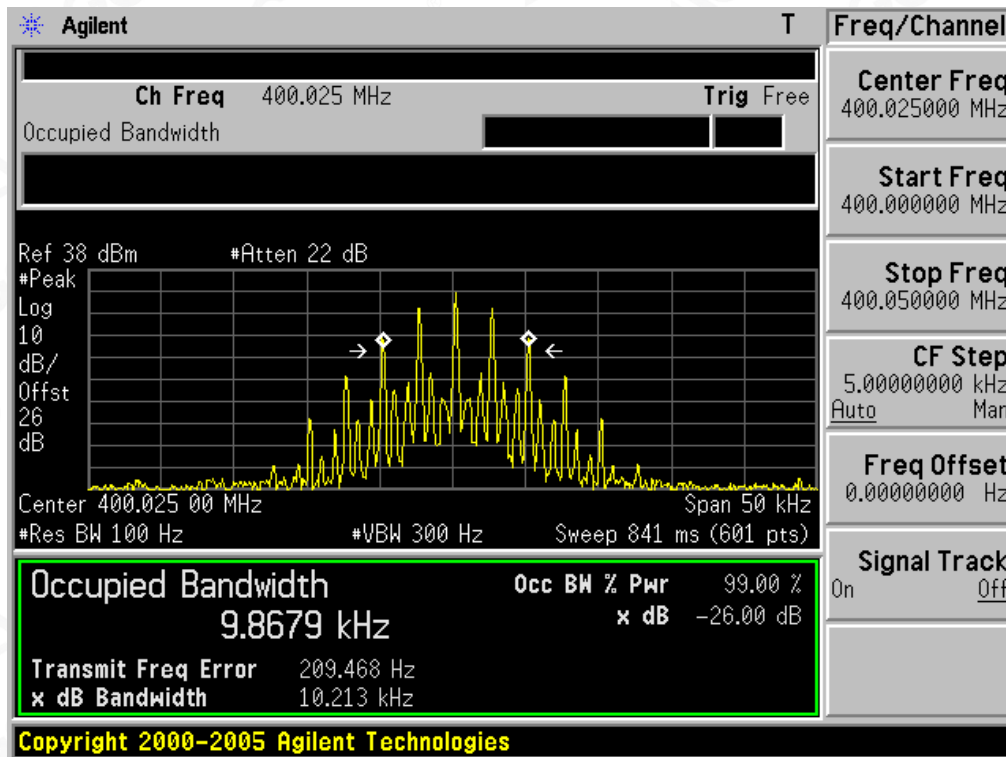 Agilent T
Ch Freq 400.025 MHz Trig Free
Occupied Bandwidth
Ref 38 dBm #Atten 22 dB
#Peak
Log
10
dB/
Offst
26
dB
Center 400.025 00 MHz Span 50 kHz
#Res BW 100 Hz #VBW 300 Hz Sweep 841 ms (601 pts)
Occupied Bandwidth Occ BW % Pwr 99.00 %
9.8679 kHz x dB -26.00 dB
Transmit Freq Error 209.468 Hz
x dB Bandwidth 10.213 kHz
Copyright 2000-2005 Agilent Technologies
Freq/Channel
Center Freq
400.025000 MHz
Start Freq
400.000000 MHz
Stop Freq
400.050000 MHz
CF Step
5.00000000 kHz
Auto Man
Freq Offset
0.00000000 Hz
Signal Track
On Off